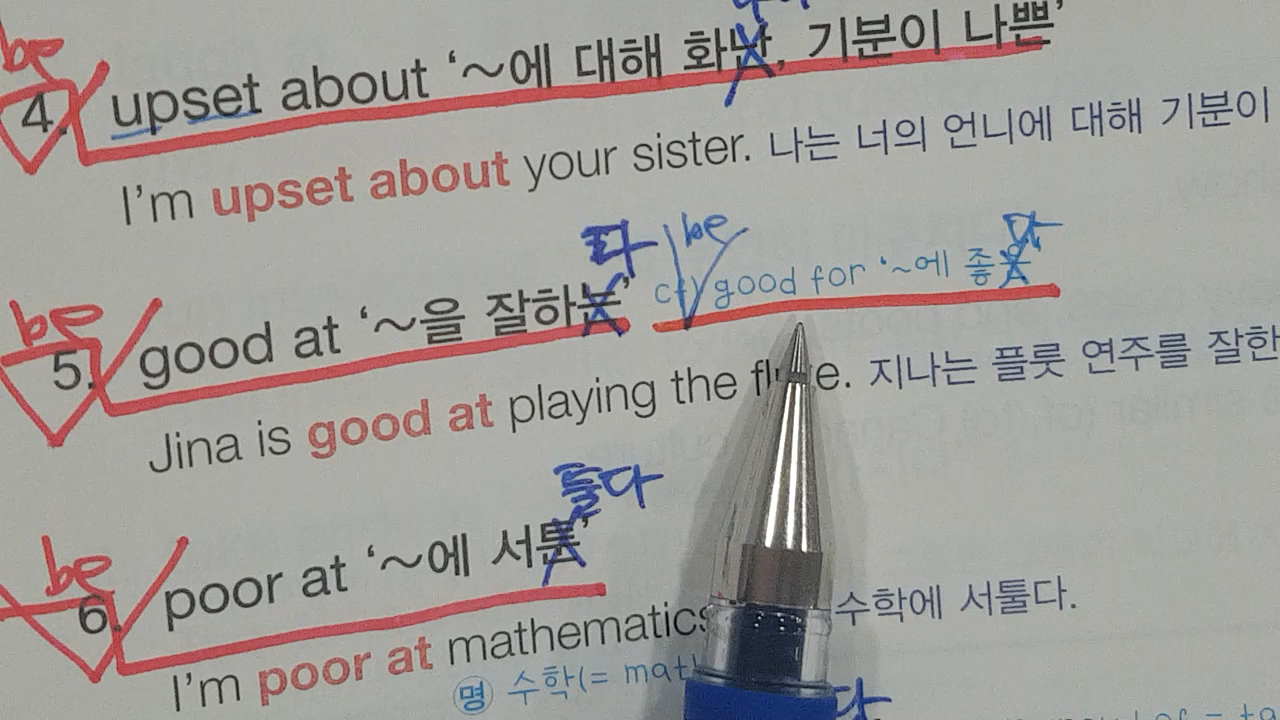 be
4. upset about ‘～에 대해 화난, 기분이 나쁜’
I’m upset about your sister. 나는 너의 언니에 대해 기분이
다 be 다
be
5. good at ‘～을 잘하는’ cf) good for ‘～에 좋은
Jina is good at playing the flute. 지나는 플룻 연주를 잘한
툴다
be
6. poor at ‘～에 서툰’
I’m poor at mathematics 수학에 서툴다.
명 수학(= mat
다